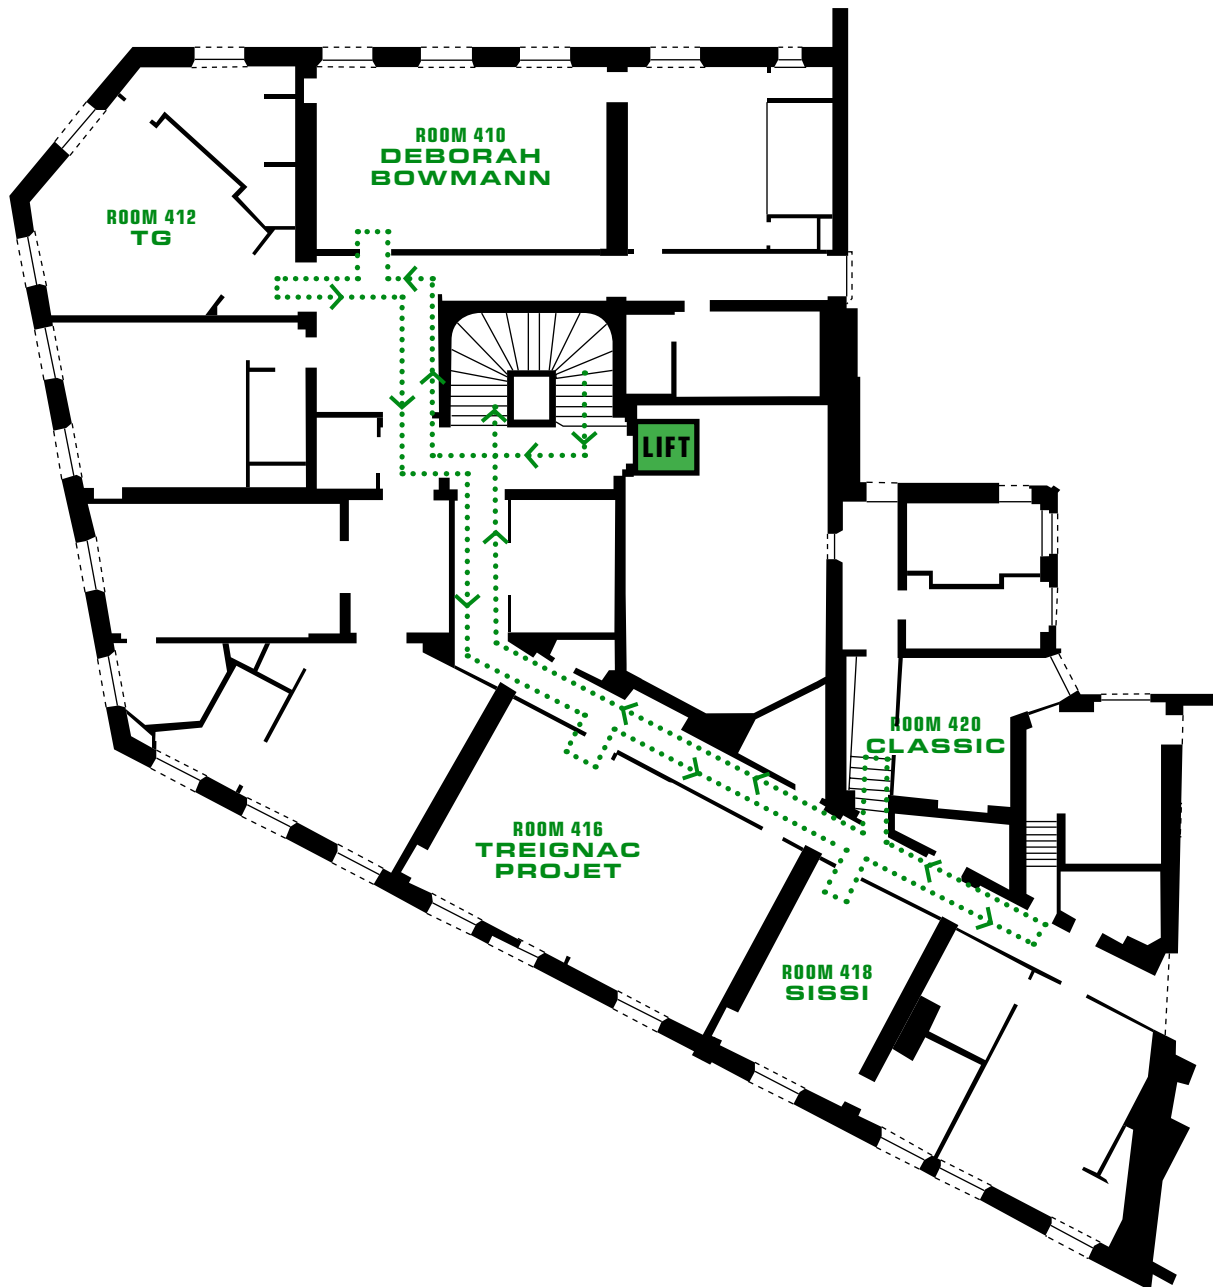 ROOM 410
DEBORAH
BOWMANN
ROOM 412
TG
LIFT
ROOM 420
CLASSIC
ROOM 416
TREIGNAC
PROJET
ROOM 418
SISSI